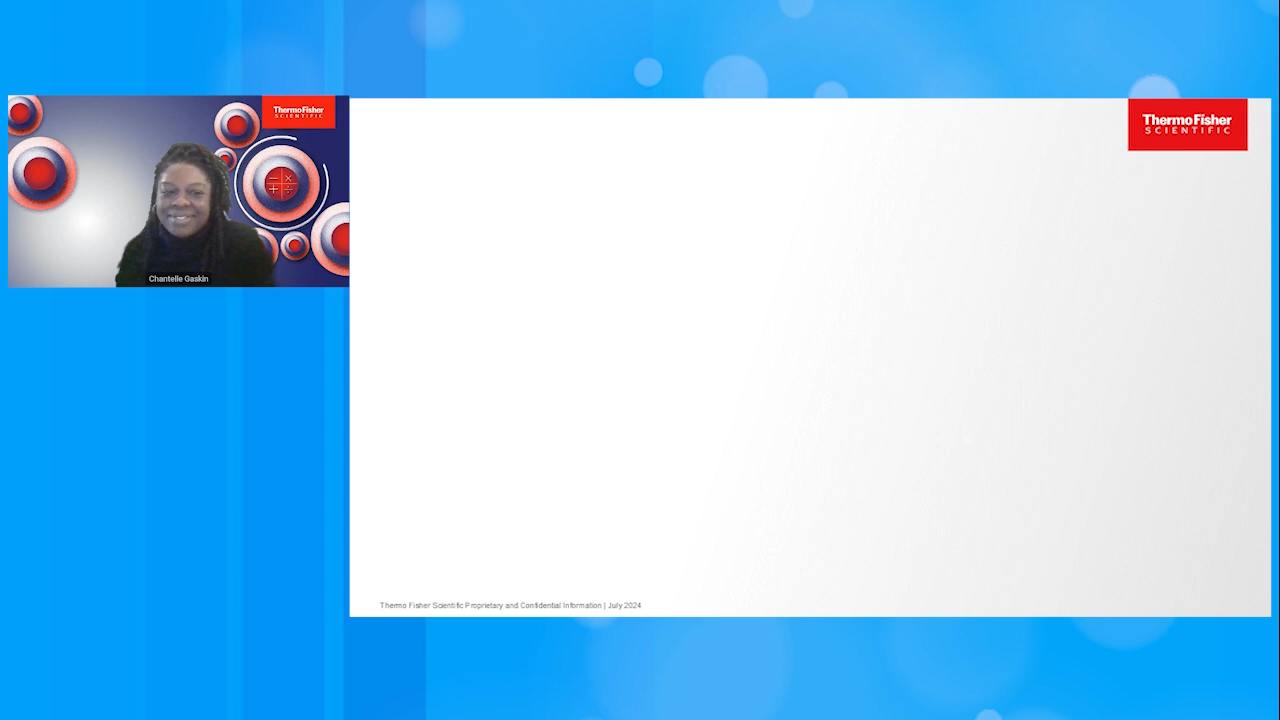 ThermoFisher
SCIENTIFIC
− ×
+ ÷
Chantelle Gaskin
ThermoFisher
SCIENTIFIC
Thermo Fisher Scientific Proprietary and Confidential Information | July 2024